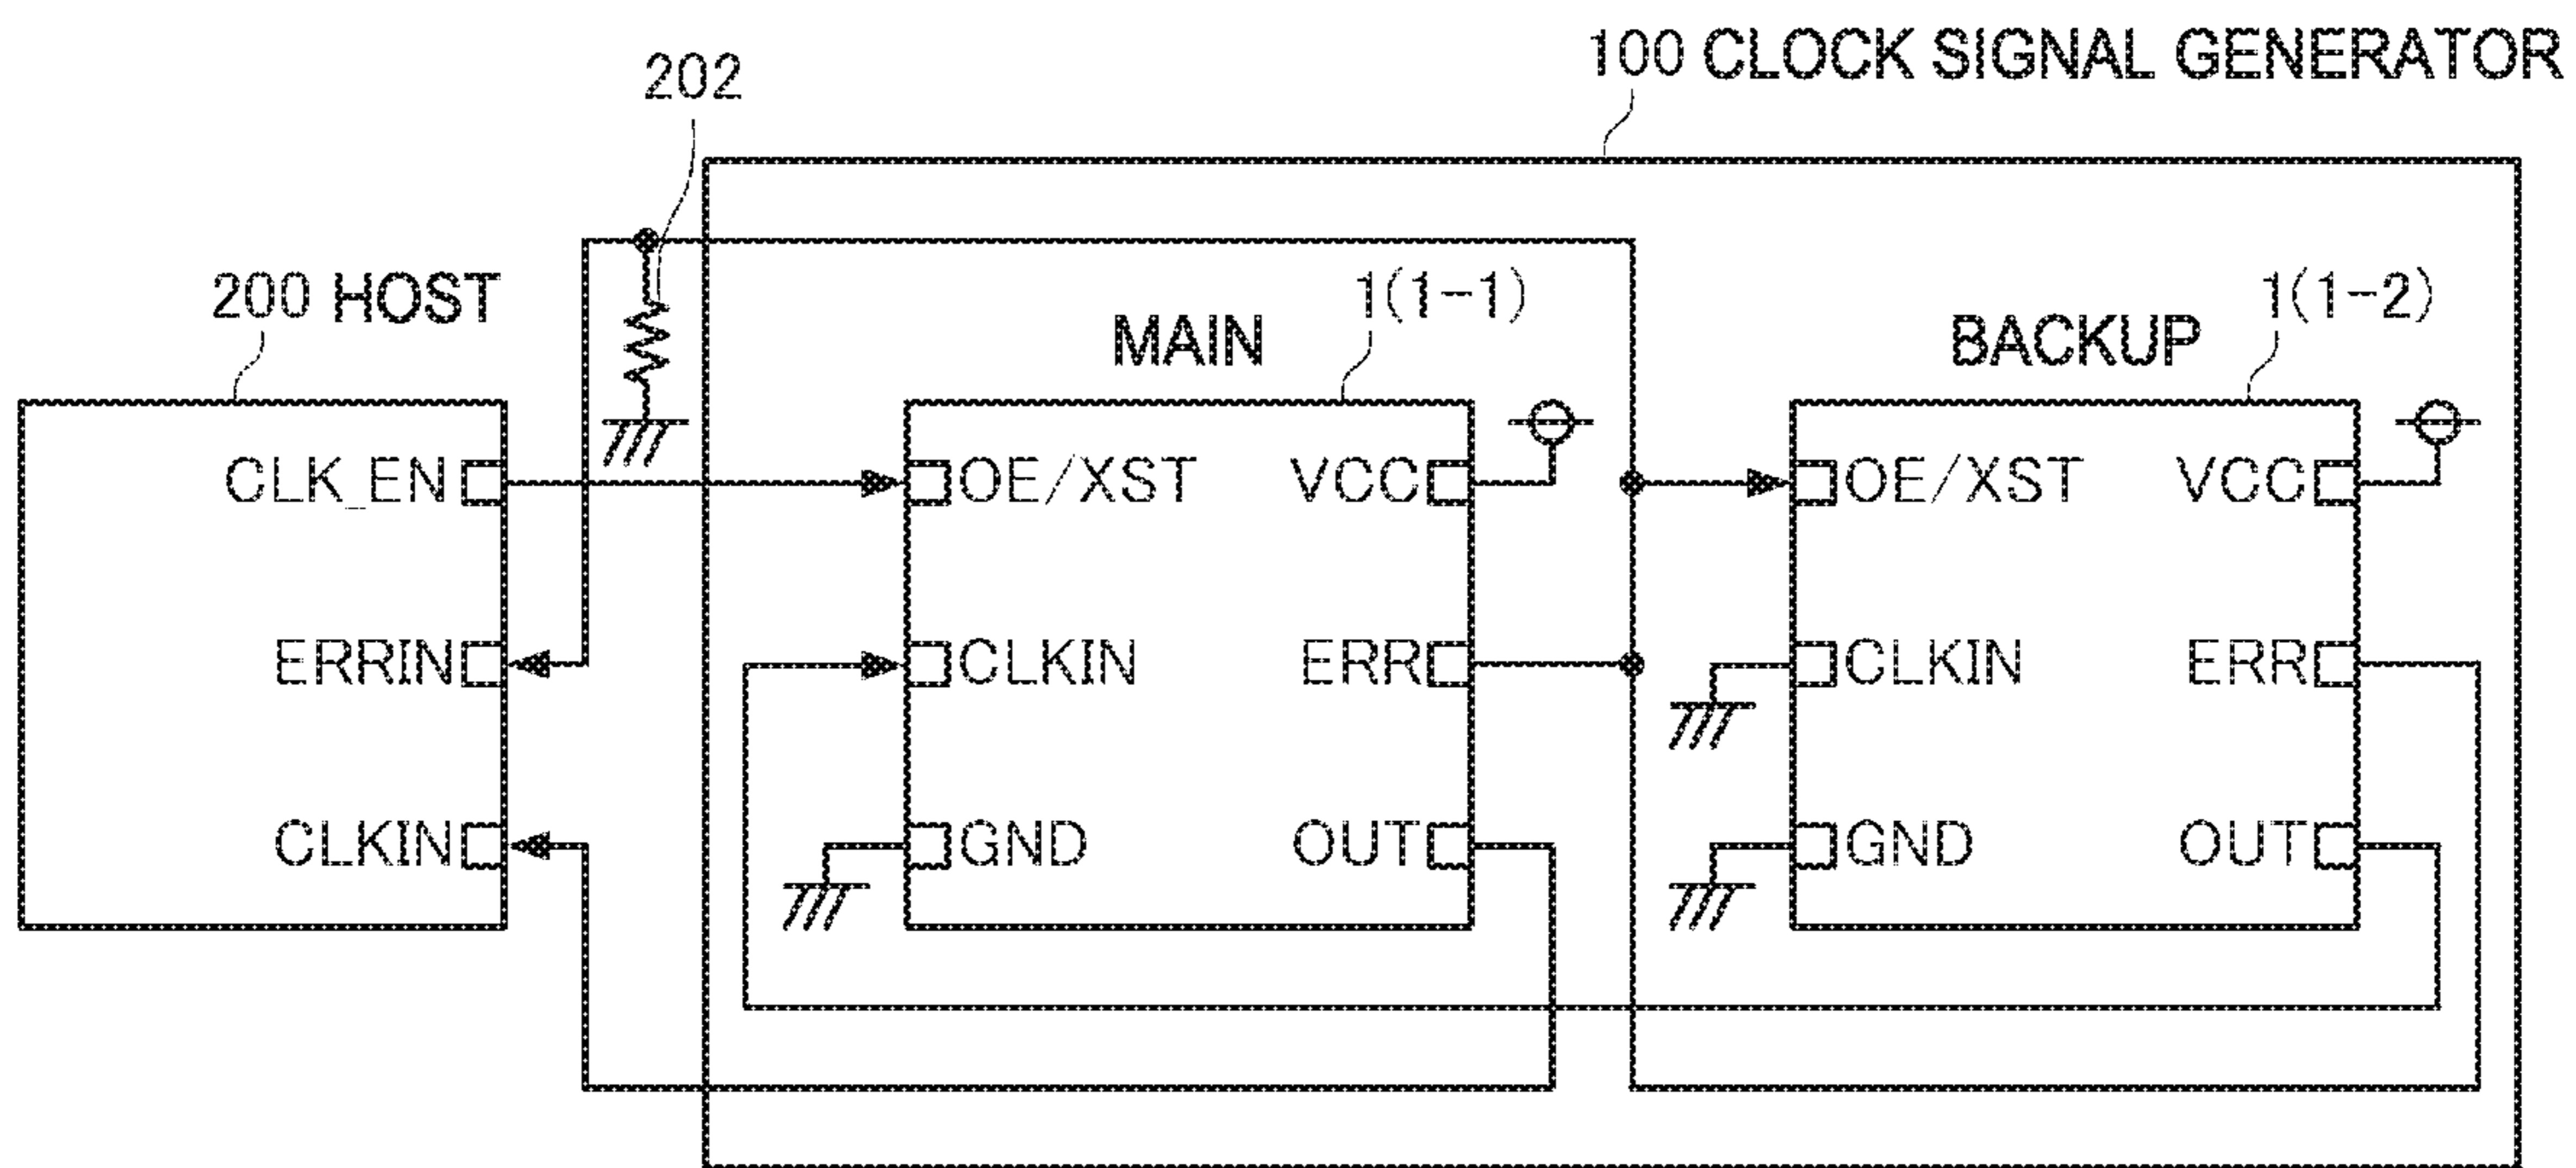 100 CLOCK SIGNAL GENERATOR
202
200 HOST
MAIN
1(1-1)
BACKUP
1(1-2)
CLK_EN
OE/XST
VCC
OE/XST
VCC
ERRIN
CLKIN
ERR
CLKIN
ERR
CLKIN
GND
OUT
GND
OUT